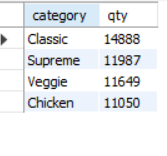 category qty
Classic 14888
Supreme 11987
Veggie 11649
Chicken 11050